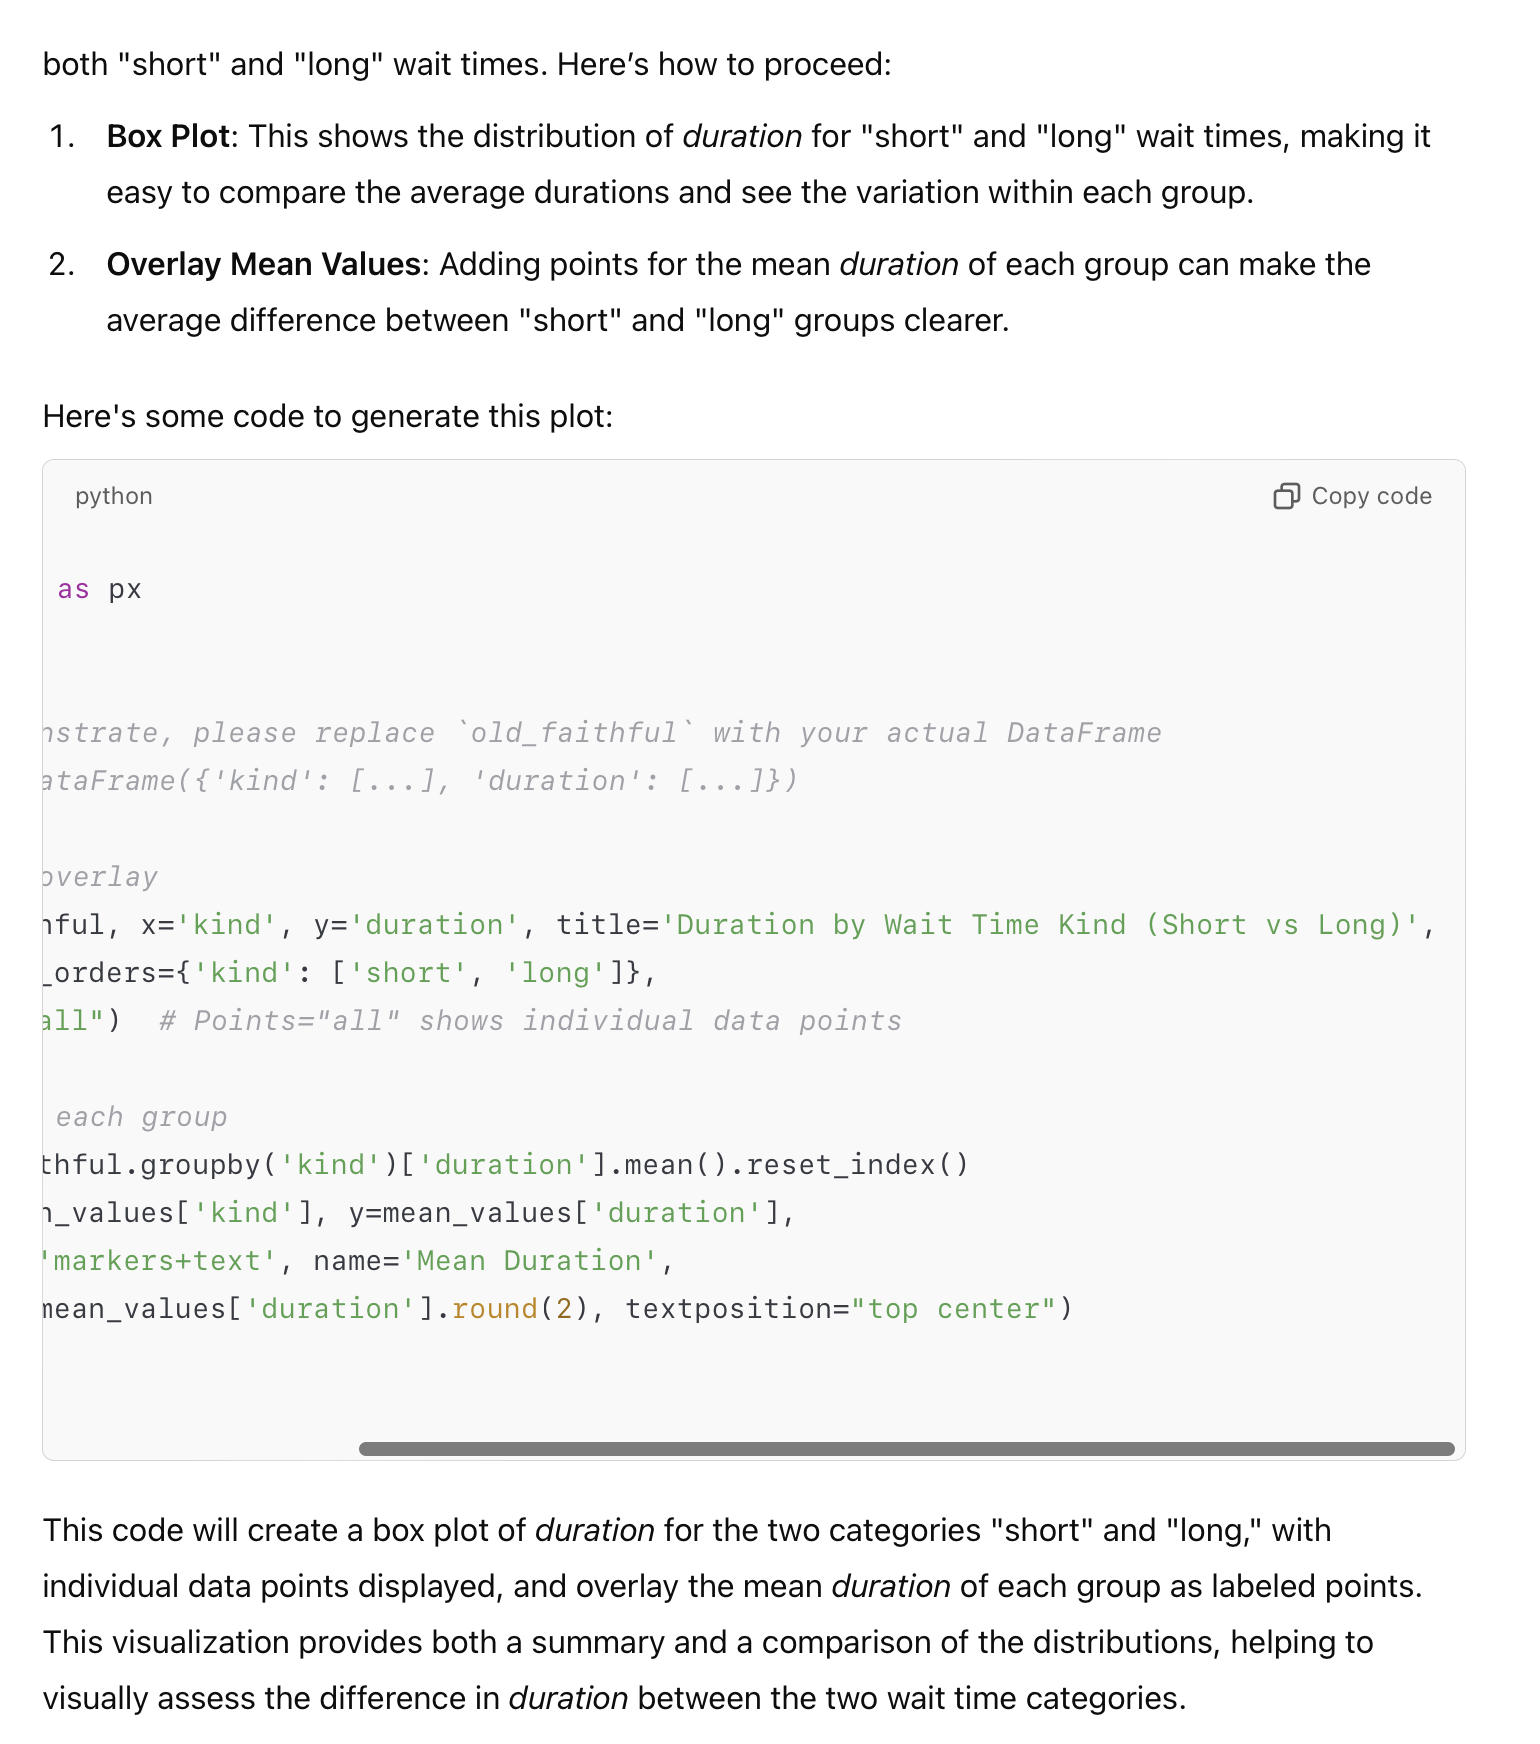 both "short" and "long" wait times. Here’s how to proceed:
1. Box Plot: This shows the distribution of duration for "short" and "long" wait times, making it
easy to compare the average durations and see the variation within each group.
2. Overlay Mean Values: Adding points for the mean duration of each group can make the
average difference between "short" and "long" groups clearer.
Here's some code to generate this plot:
python
Copy code
as px
nstrate, please replace `old_faithful` with your actual DataFrame
ataFrame({'kind': [...], 'duration': [...]})
overlay
hful, x='kind', y='duration', title='Duration by Wait Time Kind (Short vs Long)',
_orders={'kind': ['short', 'long']},
all")  # Points="all" shows individual data points
each group
thful.groupby('kind')['duration'].mean().reset_index()
n_values['kind'], y=mean_values['duration'],
'markers+text', name='Mean Duration',
mean_values['duration'].round(2), textposition="top center")
This code will create a box plot of duration for the two categories "short" and "long," with
individual data points displayed, and overlay the mean duration of each group as labeled points.
This visualization provides both a summary and a comparison of the distributions, helping to
visually assess the difference in duration between the two wait time categories.